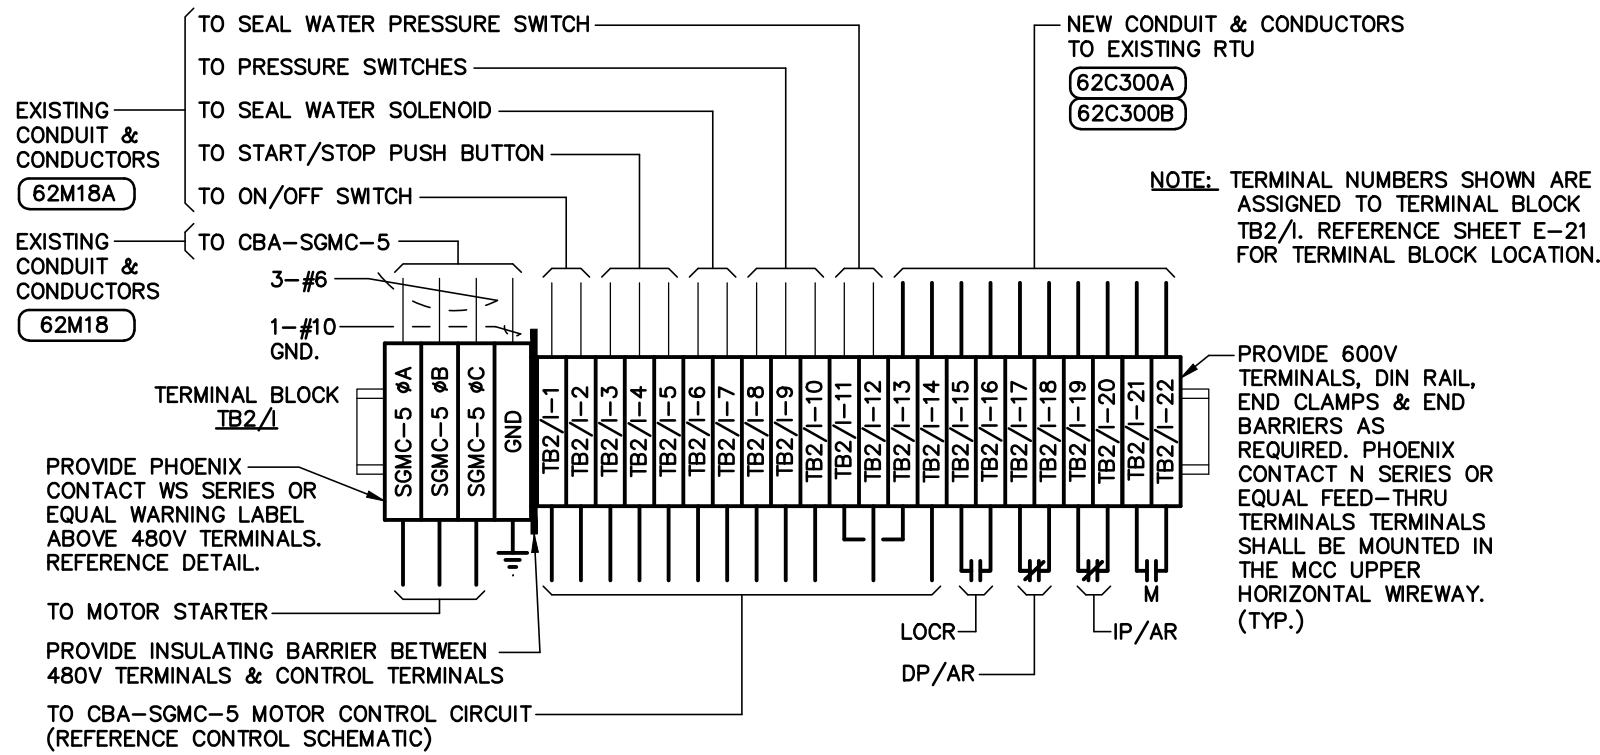 TO SEAL WATER PRESSURE SWITCH
TO PRESSURE SWITCHES
TO SEAL WATER SOLENOID
TO START/STOP PUSH BUTTON
TO ON/OFF SWITCH
EXISTING
CONDUIT &
CONDUCTORS
62M18A
EXISTING
CONDUIT &
CONDUCTORS
62M18
TO CBA-SGMC-5
3-#6
1-#10
GND.
NEW CONDUIT & CONDUCTORS
TO EXISTING RTU
62C300A
62C300B
NOTE: TERMINAL NUMBERS SHOWN ARE
ASSIGNED TO TERMINAL BLOCK
TB2/I. REFERENCE SHEET E-21
FOR TERMINAL BLOCK LOCATION.
TERMINAL BLOCK
TB2/I
SGMC-5 øA
SGMC-5 øB
SGMC-5 øC
GND
TB2/I-1
TB2/I-2
TB2/I-3
TB2/I-4
TB2/I-5
TB2/I-6
TB2/I-7
TB2/I-8
TB2/I-9
TB2/I-10
TB2/I-11
TB2/I-12
TB2/I-13
TB2/I-14
TB2/I-15
TB2/I-16
TB2/I-17
TB2/I-18
TB2/I-19
TB2/I-20
TB2/I-21
TB2/I-22
PROVIDE 600V
TERMINALS, DIN RAIL,
END CLAMPS & END
BARRIERS AS
REQUIRED. PHOENIX
CONTACT N SERIES OR
EQUAL FEED-THRU
TERMINALS TERMINALS
SHALL BE MOUNTED IN
THE MCC UPPER
HORIZONTAL WIREWAY.
(TYP.)
PROVIDE PHOENIX
CONTACT WS SERIES OR
EQUAL WARNING LABEL
ABOVE 480V TERMINALS.
REFERENCE DETAIL.
TO MOTOR STARTER
PROVIDE INSULATING BARRIER BETWEEN
480V TERMINALS & CONTROL TERMINALS
TO CBA-SGMC-5 MOTOR CONTROL CIRCUIT
(REFERENCE CONTROL SCHEMATIC)
M
LOCR
IP/AR
DP/AR